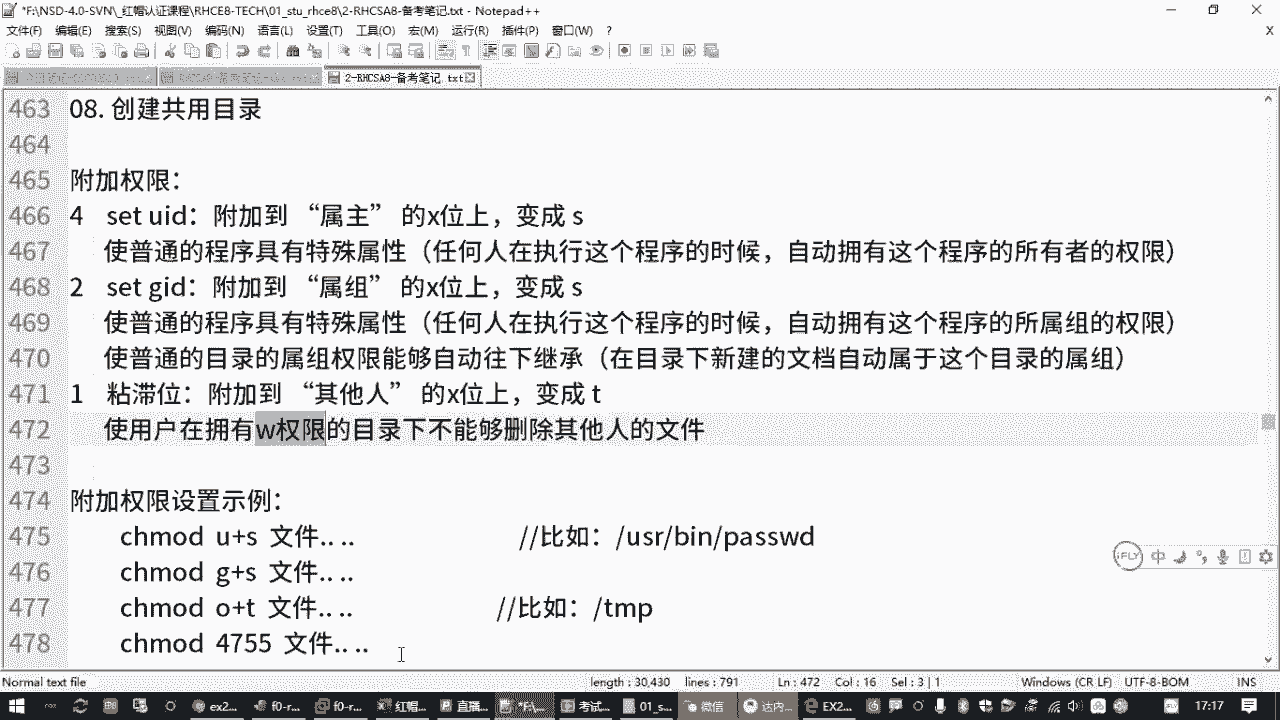 *F:\NSD-4.0-SVN\_红帽认证课程\RHCE8-TECH\01_stu_rhce8\2-RHCSA8-备考笔记.txt - Notepad++
文件(F) 编辑(E) 搜索(S) 视图(V) 编码(N) 语言(L) 设置(T) 工具(O) 宏(M) 运行(R) 插件(P) 窗口(W) ? X
2-RHCSA8-备考笔记.txt
463 08. 创建共用目录
464
465 附加权限：
466 4 set uid：附加到 “属主” 的x位上，变成 s
467 使普通的程序具有特殊属性（任何人在执行这个程序的时候，自动拥有这个程序的所有者的权限）
468 2 set gid：附加到 “属组” 的x位上，变成 s
469 使普通的程序具有特殊属性（任何人在执行这个程序的时候，自动拥有这个程序的所属组的权限）
470 使普通的目录的属组权限能够自动往下继承（在目录下新建的文档自动属于这个目录的属组）
471 1 粘滞位：附加到 “其他人” 的x位上，变成 t
472 使用户在拥有w权限的目录下不能够删除其他人的文件
473
474 附加权限设置示例：
475 chmod u+s 文件.. .. //比如：/usr/bin/passwd
476 chmod g+s 文件.. ..
477 chmod o+t 文件.. .. //比如：/tmp
478 chmod 4755 文件.. ..
iFLY 中
Normal text file length : 30,430 lines : 791 Ln : 472 Col : 16 Sel : 3 | 1 Windows (CR LF) UTF-8-BOM INS
ex2... f0-r... f0-r... 红帽... 直播... *F:\... 考试... 01_s... 微信 达内... EX2... 17:17